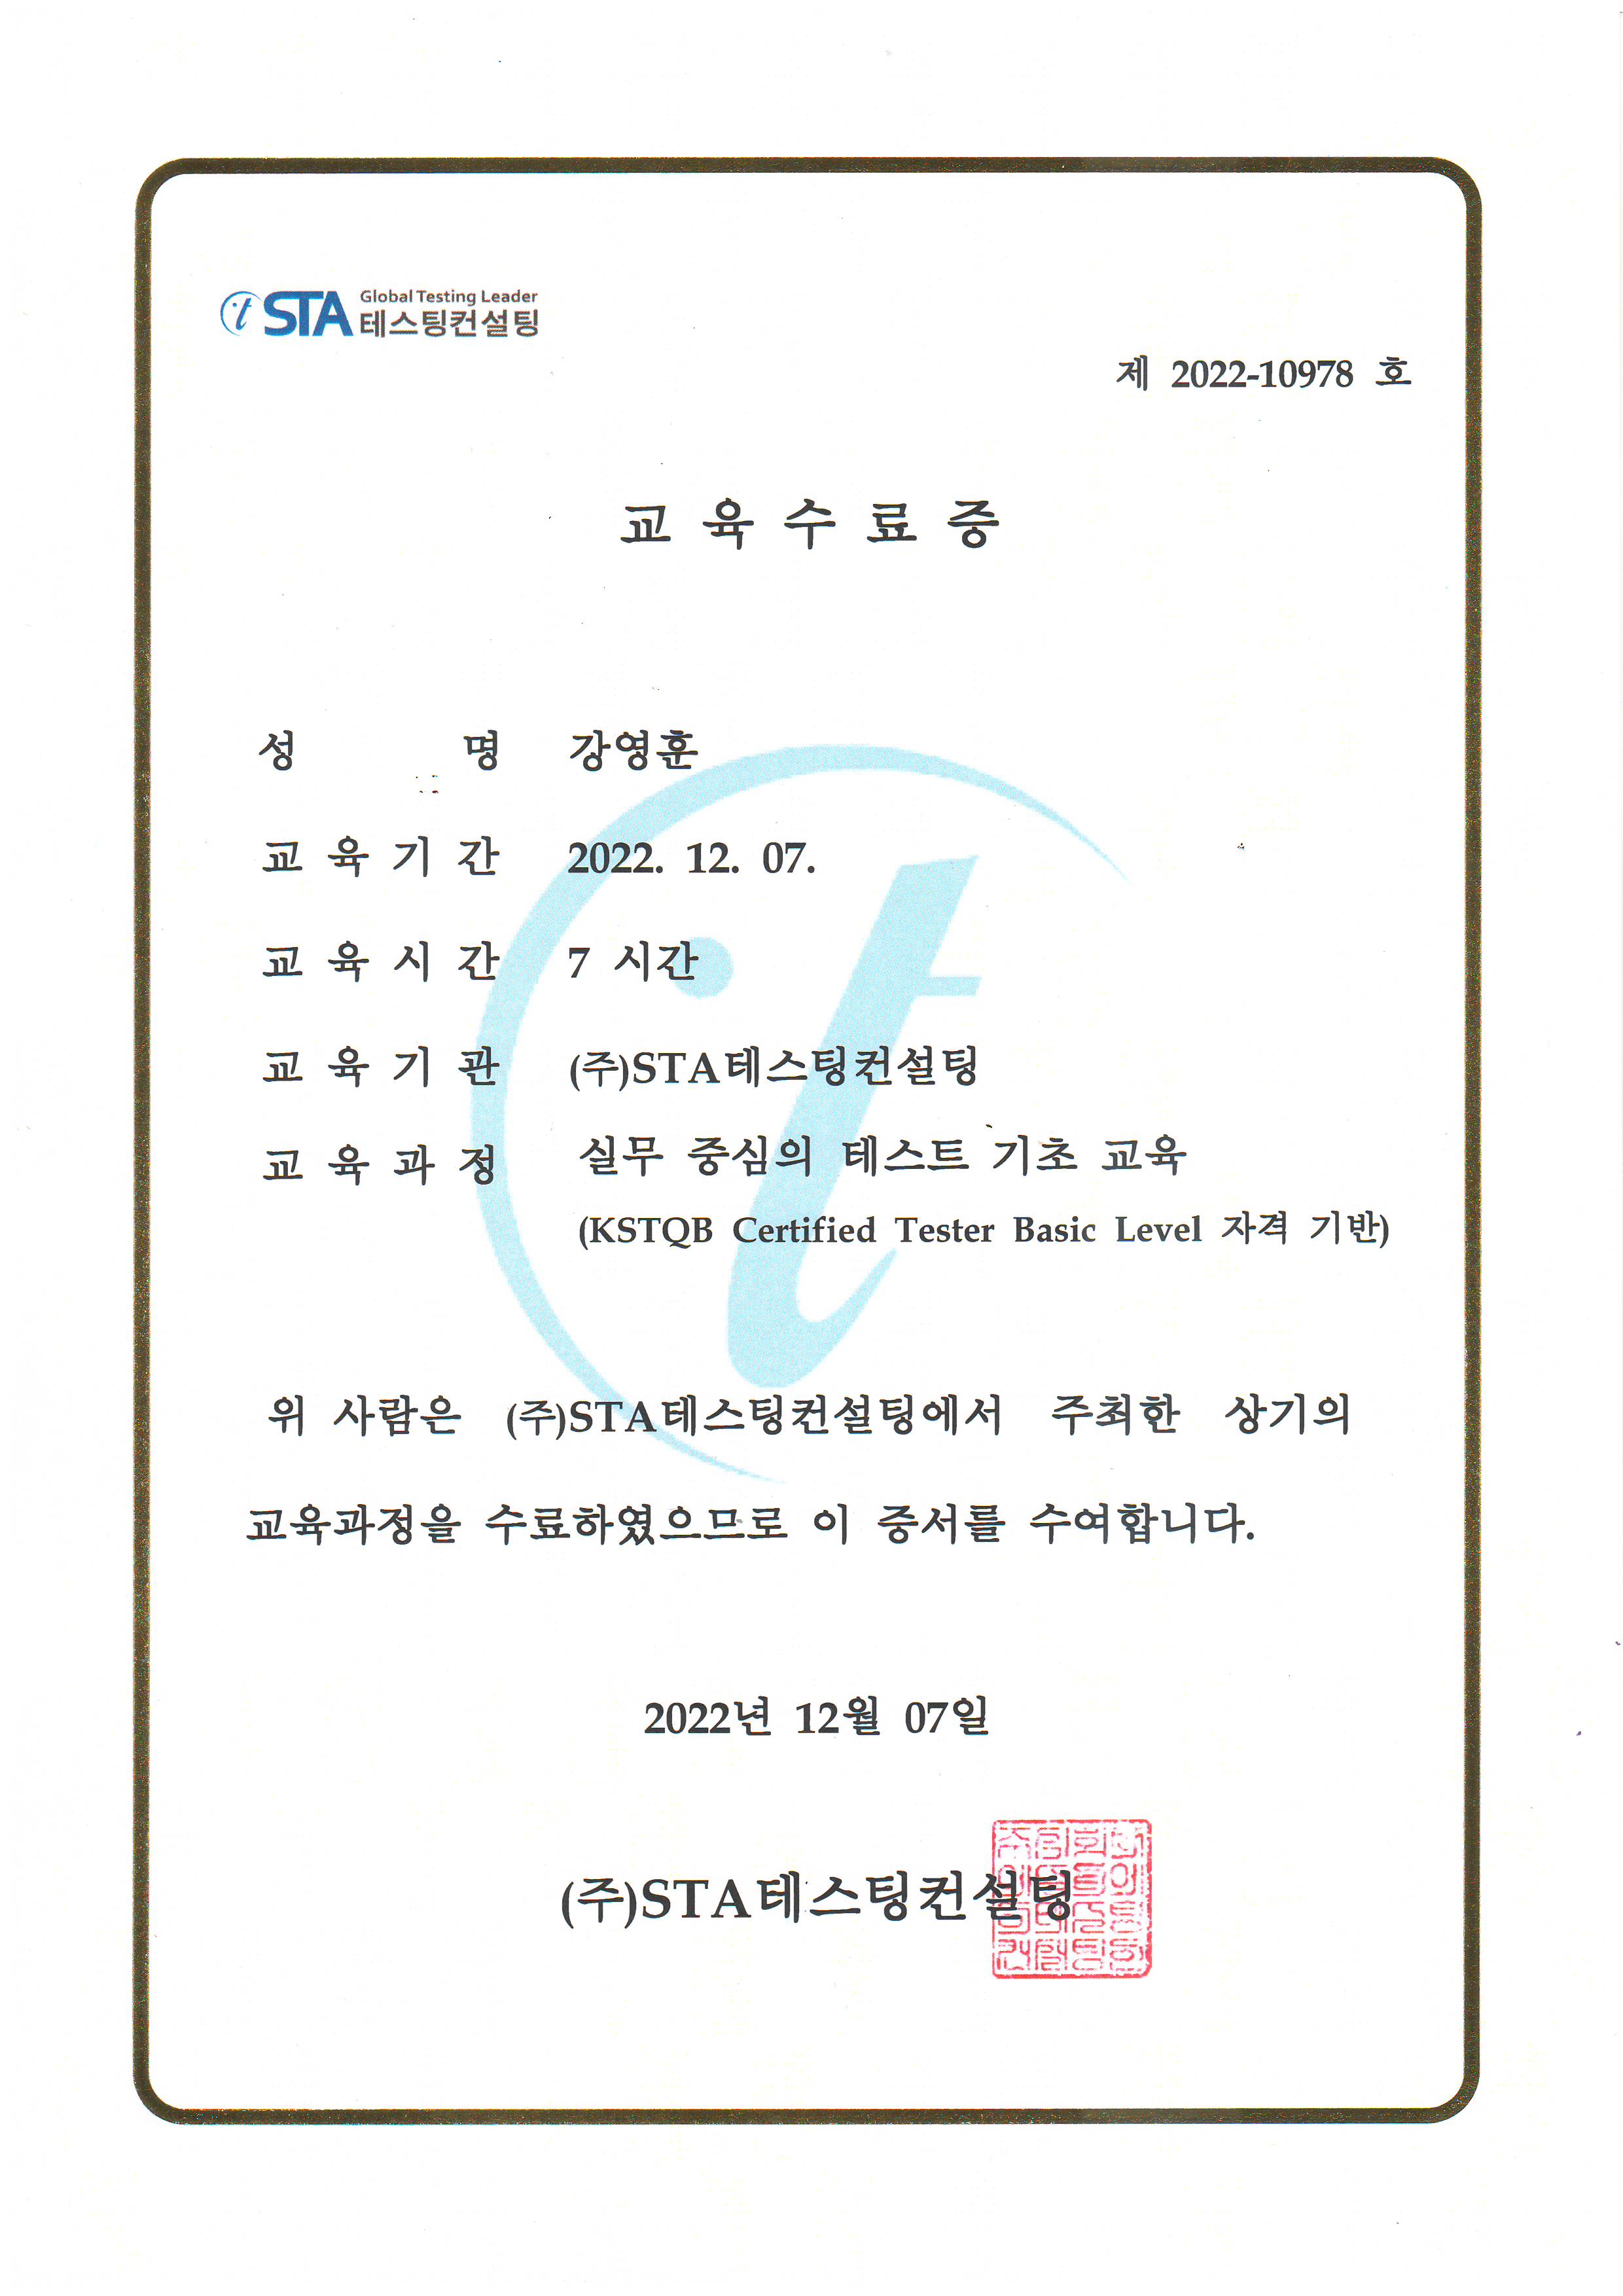 it STA Global Testing Leader
테스팅컨설팅
제 2022-10978 호
교 육 수 료 증
성 명 강영훈
교 육 기 간 2022. 12. 07.
교 육 시 간 7 시간
교 육 기 관 (주)STA테스팅컨설팅
교 육 과 정 실무 중심의 테스트 기초 교육
(KSTQB Certified Tester Basic Level 자격 기반)
위 사람은 (주)STA테스팅컨설팅에서 주최한 상기의
교육과정을 수료하였으므로 이 증서를 수여합니다.
2022년 12월 07일
(주)STA테스팅컨설팅